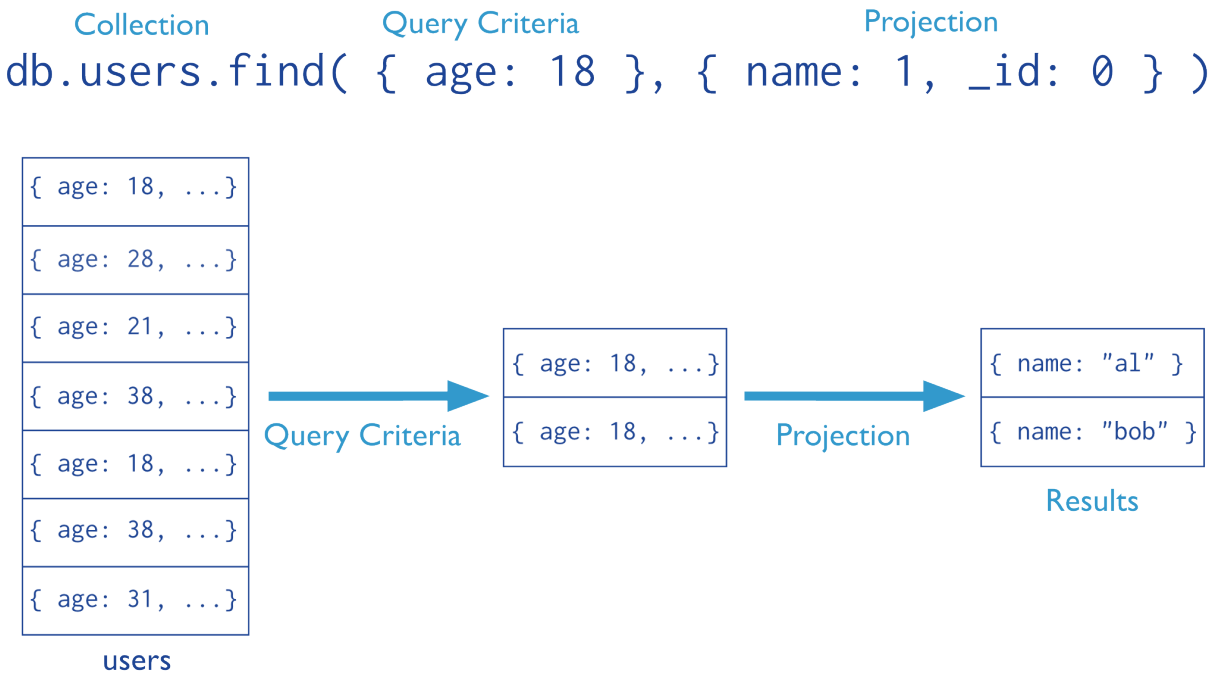 Collection Query Criteria Projection
db.users.find( { age: 18 }, { name: 1, _id: 0 } )
{ age: 18, ...}
{ age: 28, ...}
{ age: 21, ...}
{ age: 38, ...}
{ age: 18, ...}
{ age: 38, ...}
{ age: 31, ...}
users
Query Criteria
{ age: 18, ...}
{ age: 18, ...}
Projection
{ name: "al" }
{ name: "bob" }
Results